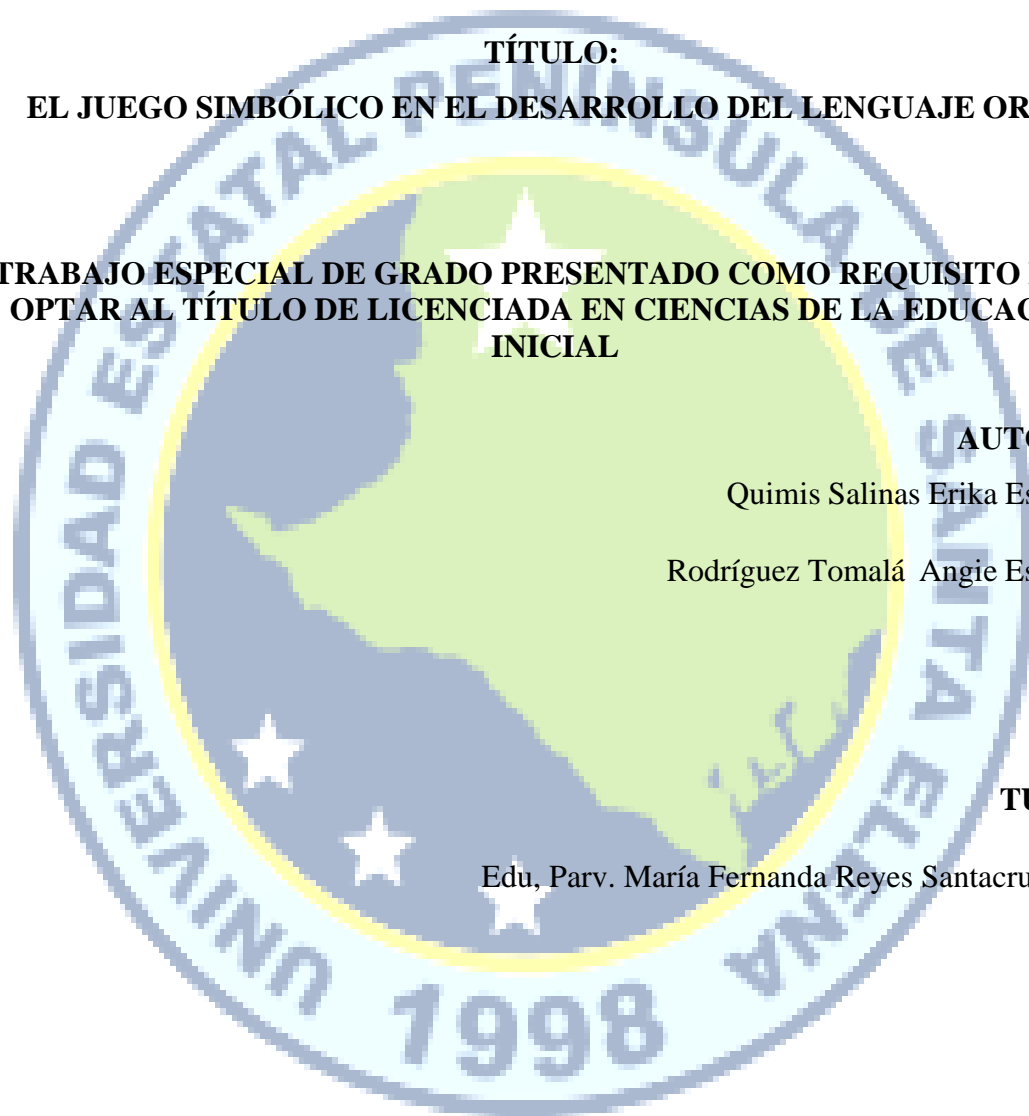 TÍTULO:
EL JUEGO SIMBÓLICO EN EL DESARROLLO DEL LENGUAJE OR
TRABAJO ESPECIAL DE GRADO PRESENTADO COMO REQUISITO
OPTAR AL TÍTULO DE LICENCIADA EN CIENCIAS DE LA EDUCAC
INICIAL
AUTO
Quimis Salinas Erika Es
Rodríguez Tomalá Angie Es
TU
Edu, Parv. María Fernanda Reyes Santacru
UNIVERSIDAD ESTATAL PENINSULA DE SANTA ELENA
1998